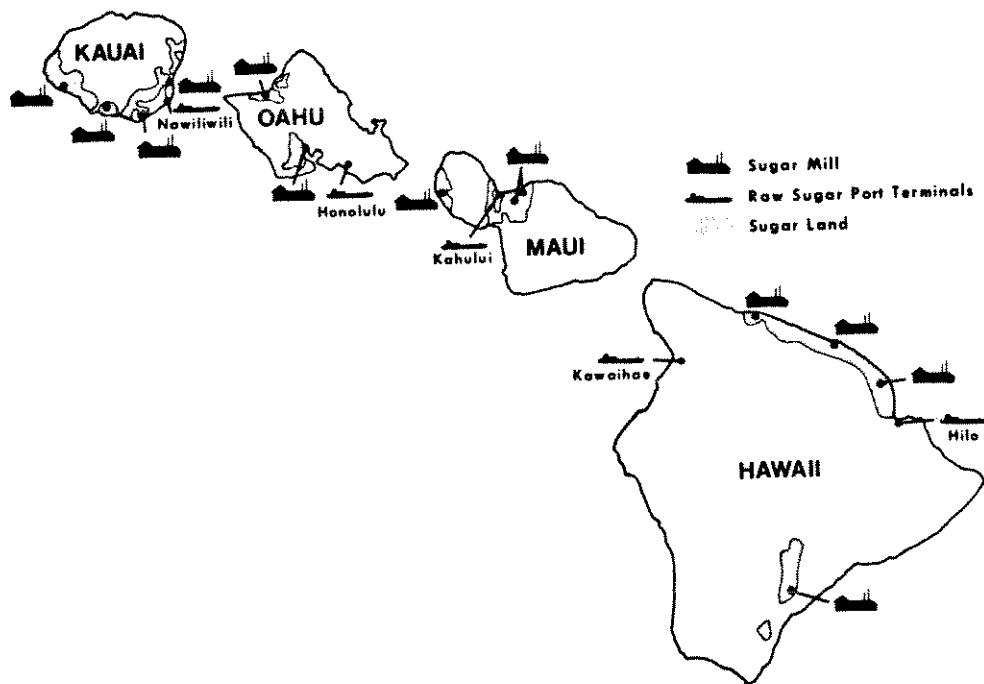 KAUAI
Nawiliwili
OAHU
Honolulu
Kahului
MAUI
Sugar Mill
Raw Sugar Port Terminals
Sugar Land
Kawaihae
Hilo
HAWAII